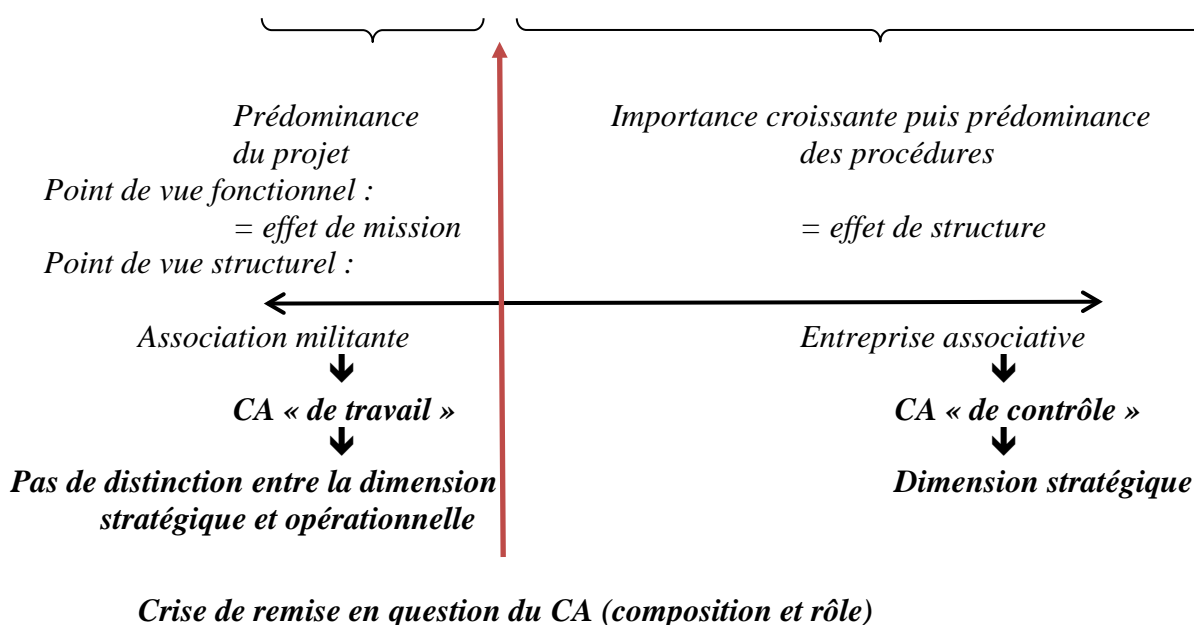 Prédominance
du projet
Importance croissante puis prédominance
des procédures
Point de vue fonctionnel :
= effet de mission
= effet de structure
Point de vue structurel :
Association militante
Entreprise associative
CA « de travail »
CA « de contrôle »
Pas de distinction entre la dimension
stratégique et opérationnelle
Dimension stratégique
Crise de remise en question du CA (composition et rôle)